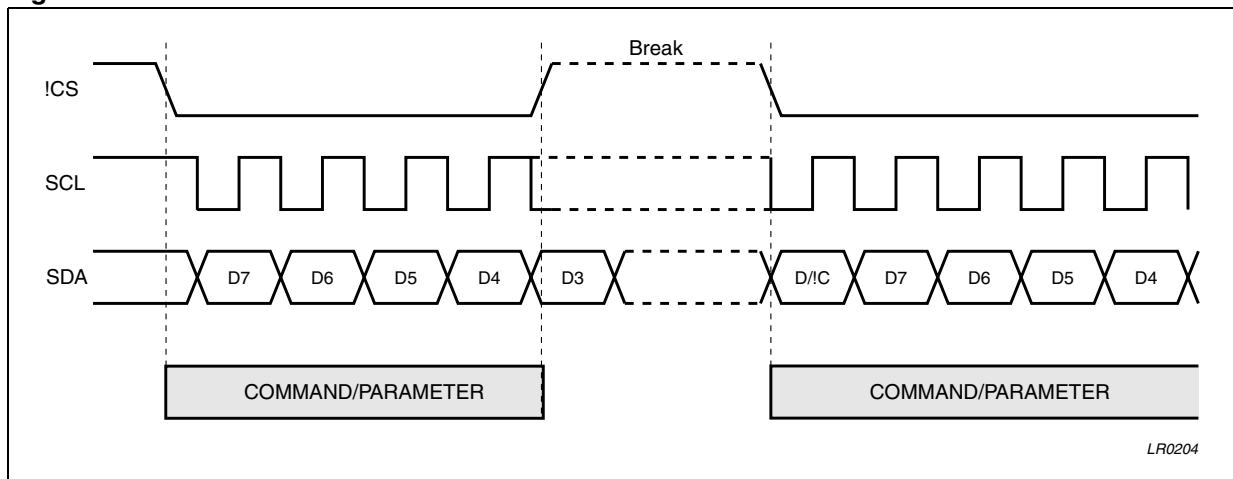 Break
!CS
SCL
SDA D7 D6 D5 D4 D3 D/!C D7 D6 D5 D4
COMMAND/PARAMETER COMMAND/PARAMETER
LR0204